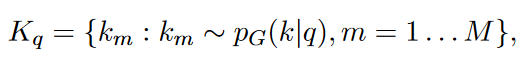 K_q = {k_m : k_m ∼ p_G(k|q), m = 1 . . . M},